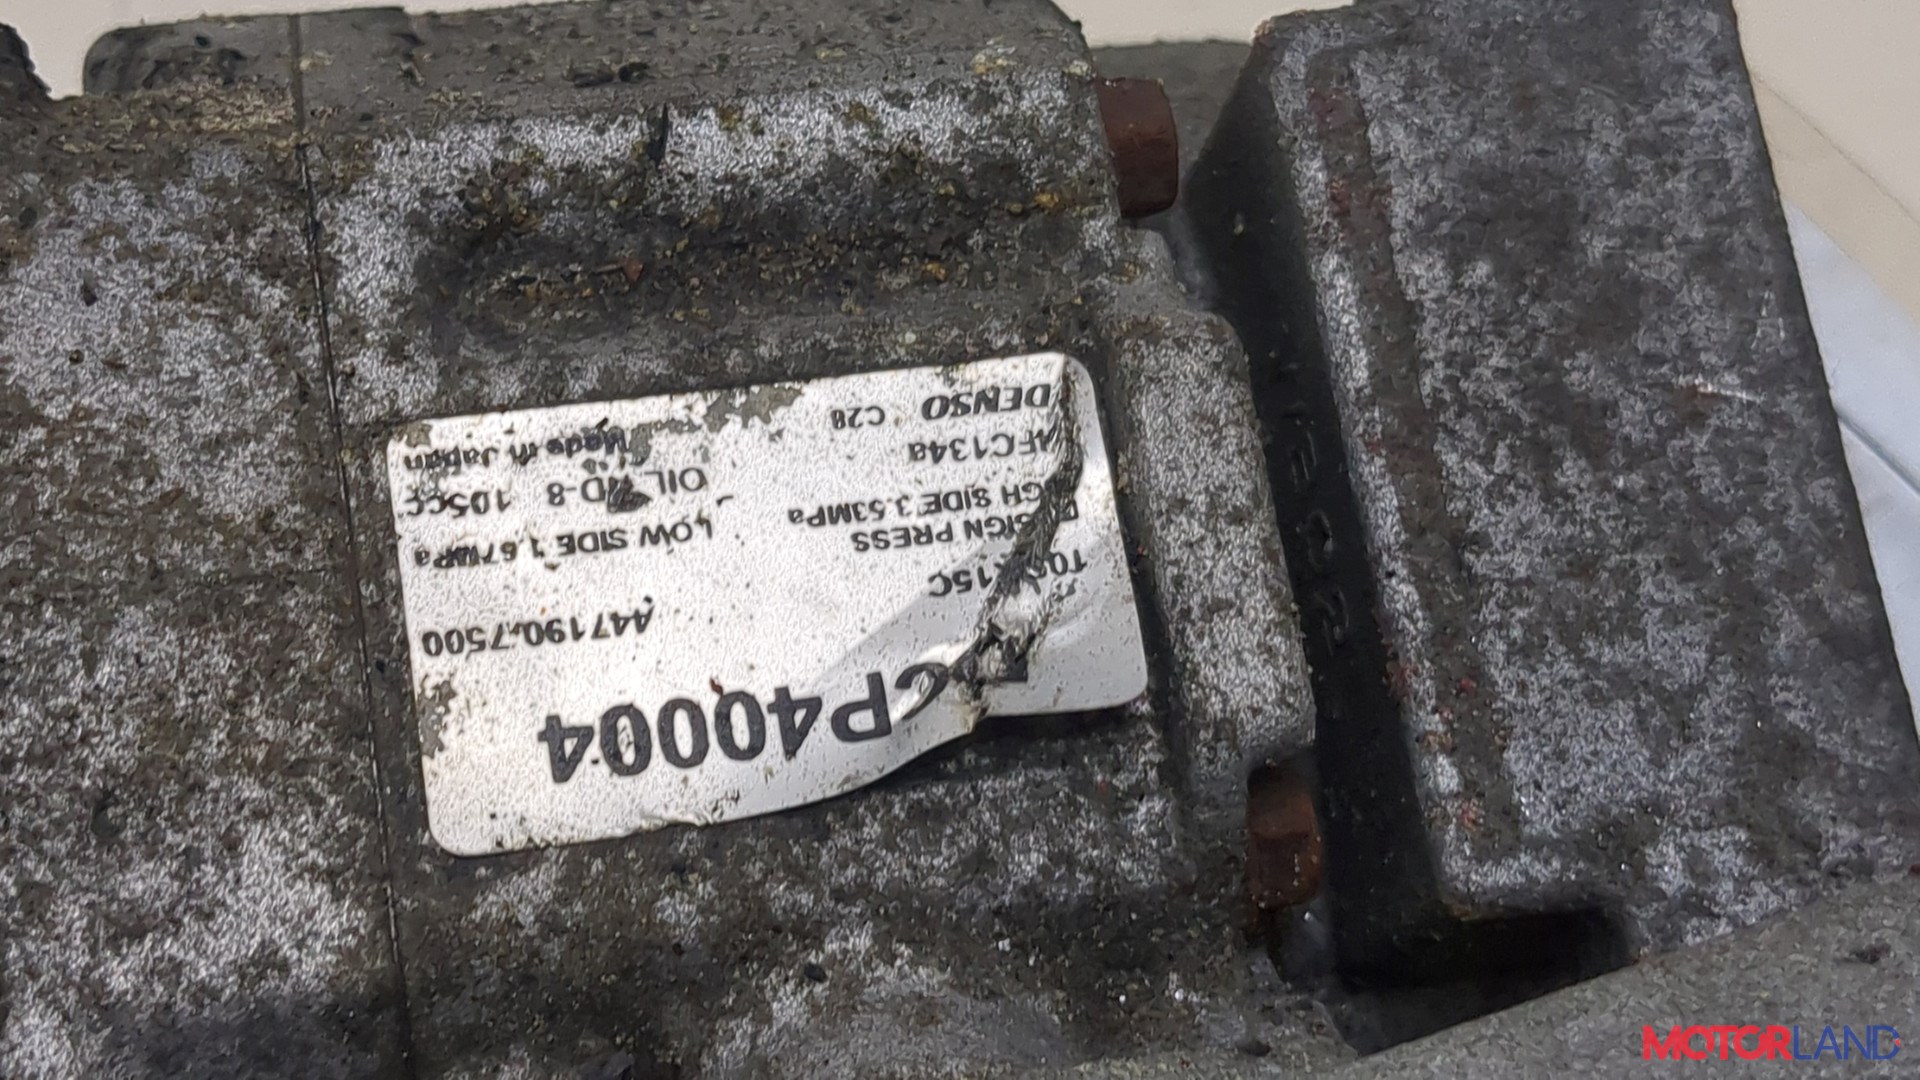 CP40004
447190-7500
15C
DESIGN PRESS
HIGH SIDE 3.53MPa LOW SIDE 1.67MPa
HFC134a OIL ND-8 105CC
DENSO C28 Made in Japan
MOTORLAND